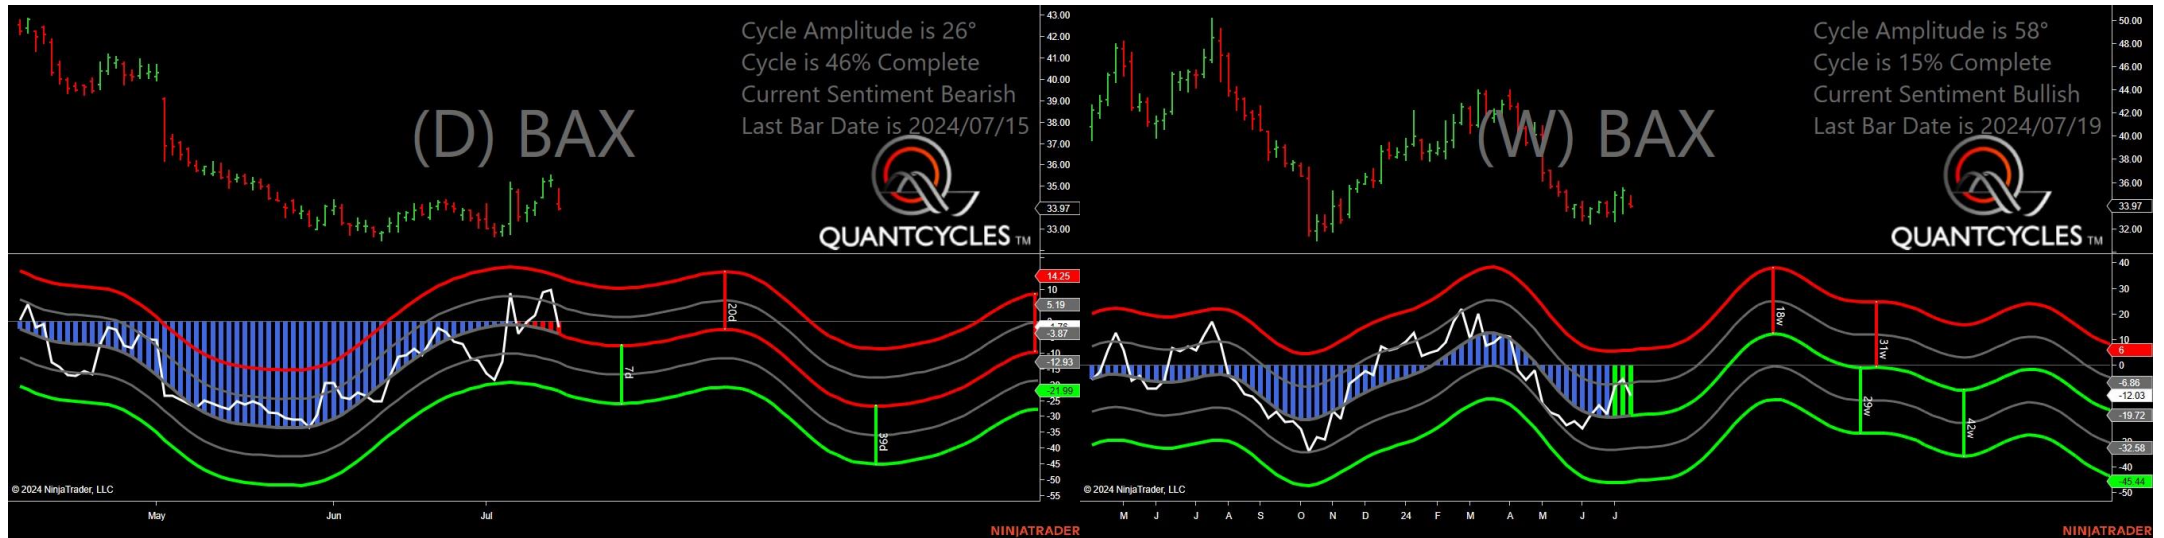 Cycle Amplitude is 26°
Cycle is 46% Complete
Current Sentiment Bearish
Last Bar Date is 2024/07/15
(D) BAX
QUANTCYCLES TM
43.00
42.00
41.00
40.00
39.00
38.00
37.00
36.00
35.00
33.97
33.00
14.25
10
5.19
-3.87
-10
-12.93
-21.99
-25
-30
-35
-40
-45
-50
-55
20d
7d
39d
© 2024 NinjaTrader, LLC
May Jun Jul
NINJATRADER
Cycle Amplitude is 58°
Cycle is 15% Complete
Current Sentiment Bullish
Last Bar Date is 2024/07/19
(W) BAX
QUANTCYCLES TM
50.00
48.00
46.00
44.00
42.00
40.00
38.00
36.00
33.97
32.00
40
30
20
10
6
0
-6.86
-12.03
-19.72
-32.58
-40
-45.44
-50
18w
31w
29w
42w
© 2024 NinjaTrader, LLC
M J J A S O N D 24 F M A M J J
NINJATRADER